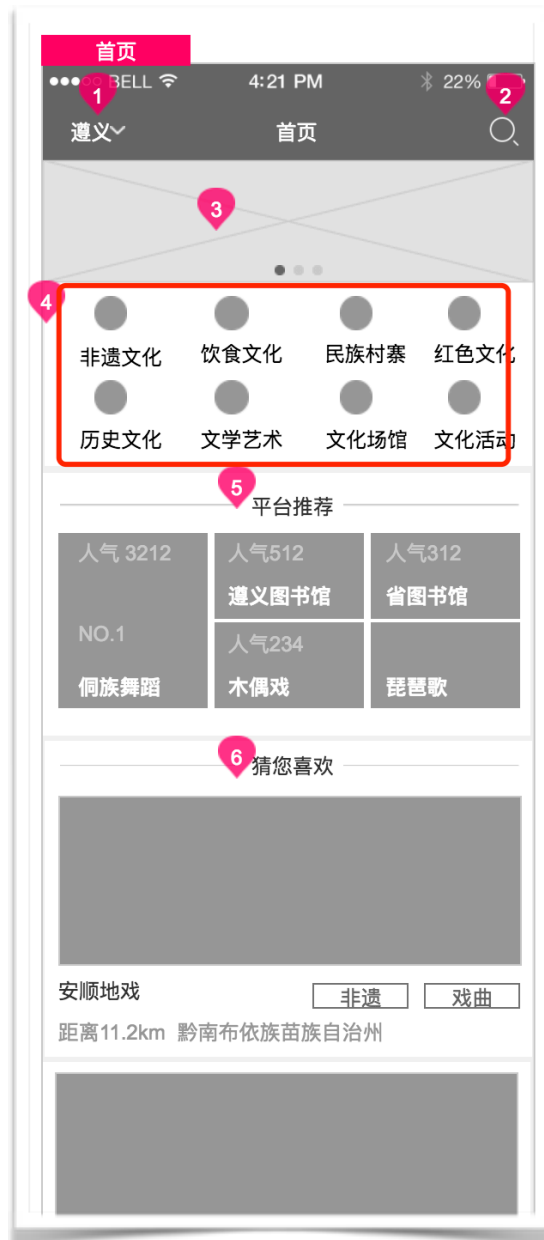 首页
BELL 4:21 PM 22%
1
2
遵义 首页
3
4
非遗文化 饮食文化 民族村寨 红色文化
历史文化 文学艺术 文化场馆 文化活动
5
平台推荐
人气 3212 人气512 人气312
遵义图书馆 省图书馆
NO.1 人气234
侗族舞蹈 木偶戏 琵琶歌
6
猜您喜欢
安顺地戏 非遗 戏曲
距离11.2km 黔南布依族苗族自治州